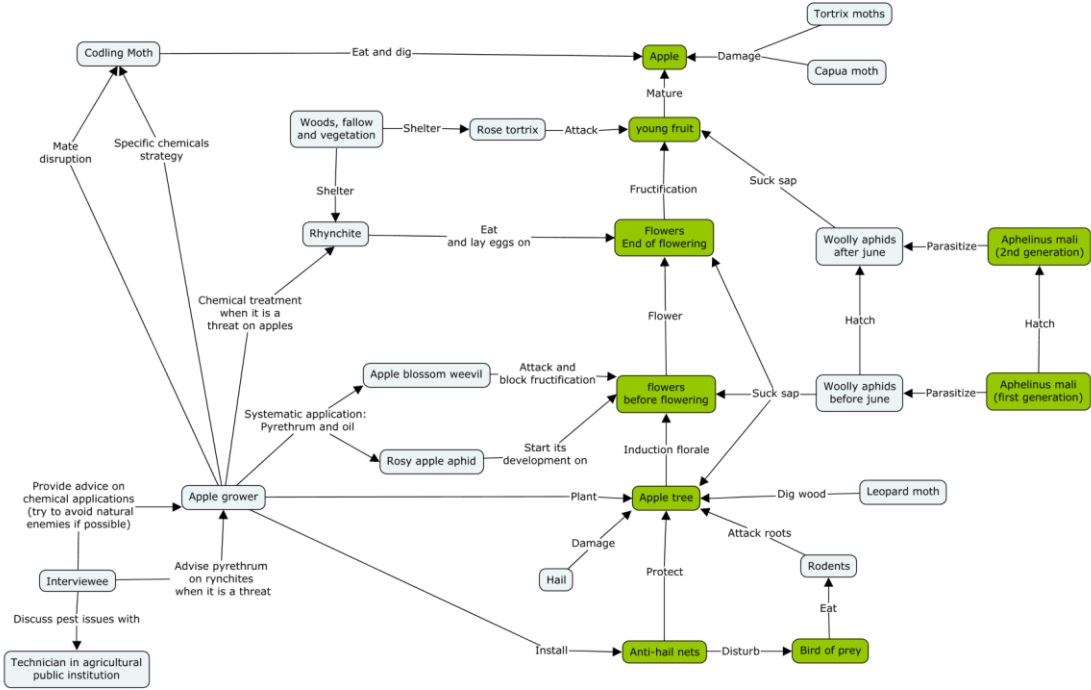 Tortrix moths
Codling Moth
Eat and dig
Apple
Damage
Capua moth
Mature
Woods, fallow
and vegetation
Shelter
Rose tortrix
Attack
young fruit
Mate
disruption
Specific chemicals
strategy
Suck sap
Shelter
Fructification
Rhynchite
Eat
and lay eggs on
Flowers
End of flowering
Woolly aphids
after june
Parasitize
Aphelinus mali
(2nd generation)
Chemical treatment
when it is a
threat on apples
Flower
Hatch
Hatch
Apple blossom weevil
Attack and
block fructification
flowers
before flowering
Suck sap
Woolly aphids
before june
Parasitize
Aphelinus mali
(first generation)
Systematic application:
Pyrethrum and oil
Rosy apple aphid
Start its
development on
Induction florale
Provide advice on
chemical applications
(try to avoid natural
enemies if possible)
Apple grower
Plant
Apple tree
Dig wood
Leopard moth
Attack roots
Damage
Interviewee
Advise pyrethrum
on rynchites
when it is a threat
Hail
Protect
Rodents
Eat
Discuss pest issues with
Technician in agricultural
public institution
Install
Anti-hail nets
Disturb
Bird of prey